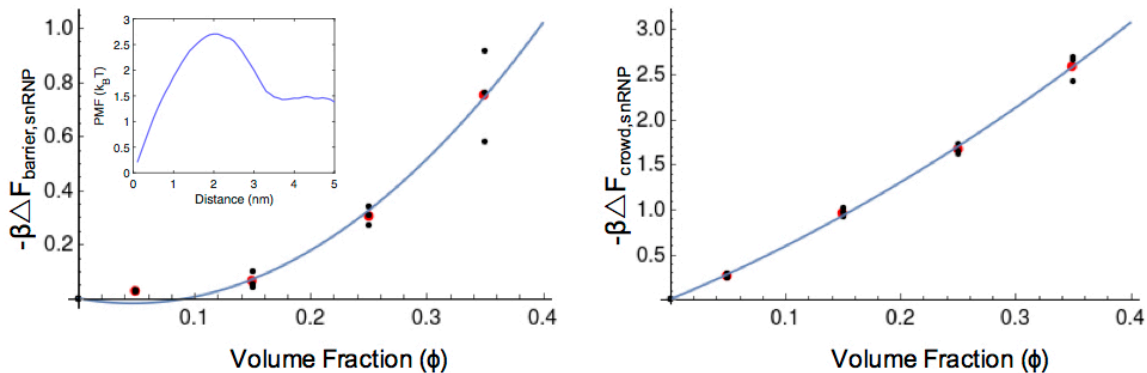 1.0
0.8
0.6
0.4
0.2
-β△F barrier,snRNP
0.1 0.2 0.3 0.4
Volume Fraction (ϕ)
3
2.5
2
1.5
1
0.5
0
PMF (k_BT)
0 1 2 3 4 5
Distance (nm)
3.0
2.5
2.0
1.5
1.0
0.5
-β△F crowd,snRNP
0.1 0.2 0.3 0.4
Volume Fraction (ϕ)